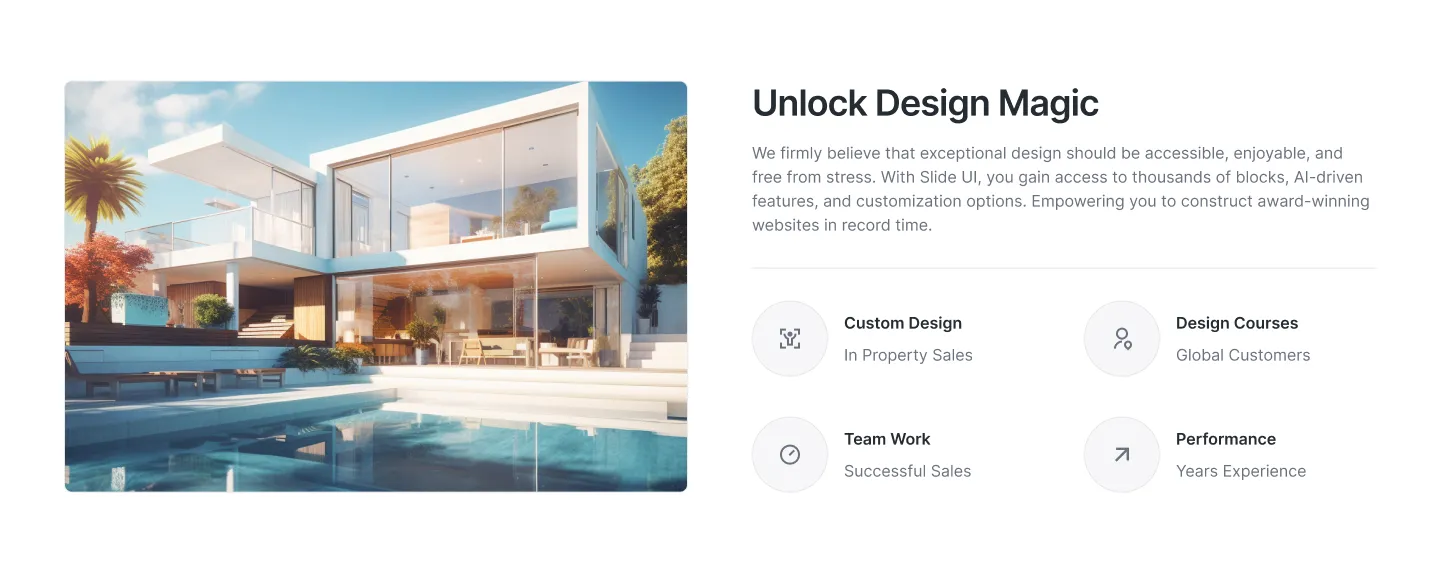 Unlock Design Magic
We firmly believe that exceptional design should be accessible, enjoyable, and
free from stress. With Slide UI, you gain access to thousands of blocks, AI-driven
features, and customization options. Empowering you to construct award-winning
websites in record time.
Custom Design
In Property Sales
Design Courses
Global Customers
Team Work
Successful Sales
Performance
Years Experience